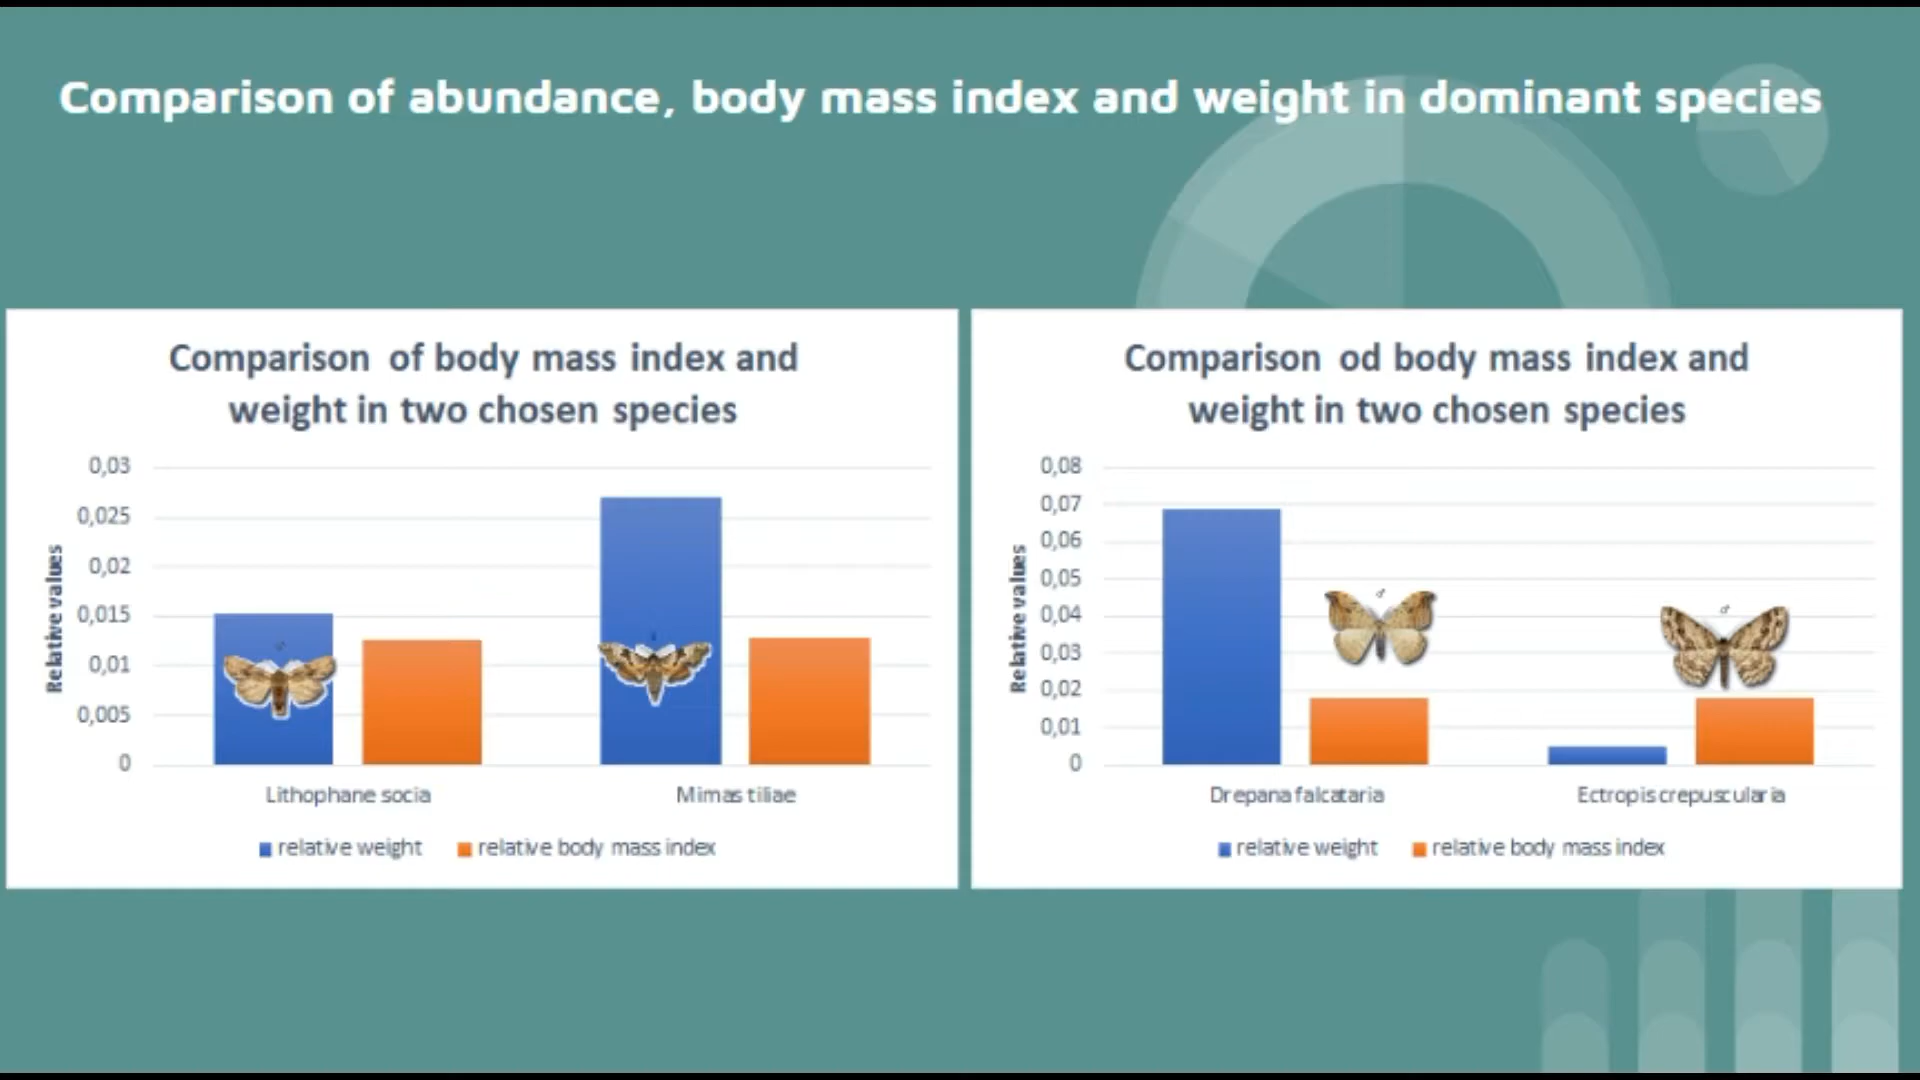 Comparison of abundance, body mass index and weight in dominant species
Comparison of body mass index and
weight in two chosen species
0,03
0,025
0,02
0,015
0,01
0,005
0
Relative values
Lithophane socia
Mimas tiliae
relative weight
relative body mass index
Comparison od body mass index and
weight in two chosen species
0,08
0,07
0,06
0,05
0,04
0,03
0,02
0,01
0
Relative values
♂
♂
Drepana falcataria
Ectropis crepuscularia
relative weight
relative body mass index